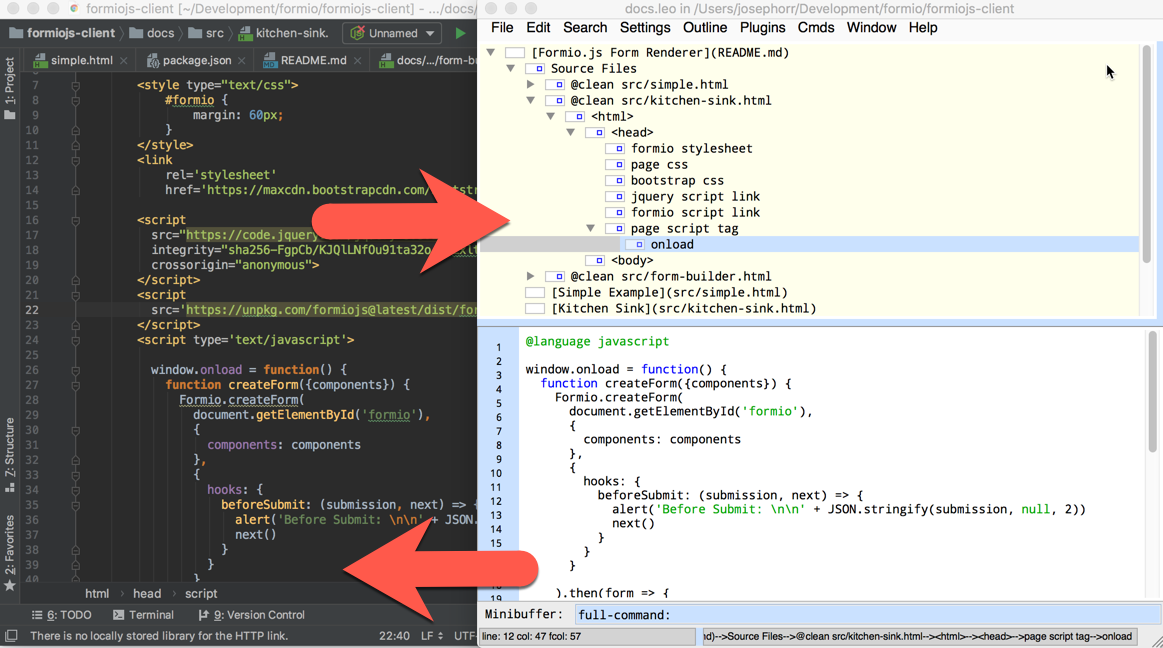 formiojs-client [~/Development/formio/formiojs-client] - .../docs/
formiojs-client
docs
src
kitchen-sink.
Unnamed
simple.html
package.json
README.md
docs/.../form-bu
1: Project
7: Structure
2: Favorites
7 <style type="text/css">
8 #formio {
9 margin: 60px;
10 }
11 </style>
12 <link
13 rel='stylesheet'
14 href='https://maxcdn.bootstrapcdn.com/
15
16 <script
17 src="https://code.jquery
18 integrity="sha256-FgpCb/KJQlLNfOu91ta32o
19 crossorigin="anonymous">
20 </script>
21 <script
22 src='https://unpkg.com/formiojs@latest/dist/for
23 </script>
24 <script type='text/javascript'>
25
26 window.onload = function() {
27 function createForm({components}) {
28 Formio.createForm(
29 document.getElementById('formio'),
30 {
31 components: components
32 },
33 {
34 hooks: {
35 beforeSubmit: (submission, next) => {
36 alert('Before Submit: \n\n' + JSON.
37 next()
38 }
39 }
40 }
html
head
script
6: TODO
Terminal
9: Version Control
There is no locally stored library for the HTTP link.
22:40
LF
UTF-
docs.leo in /Users/josephorr/Development/formio/formiojs-client
File Edit Search Settings Outline Plugins Cmds Window Help
[Formio.js Form Renderer](README.md)
Source Files
@clean src/simple.html
@clean src/kitchen-sink.html
<html>
<head>
formio stylesheet
page css
bootstrap css
jquery script link
formio script link
page script tag
onload
<body>
@clean src/form-builder.html
[Simple Example](src/simple.html)
[Kitchen Sink](src/kitchen-sink.html)
1 @language javascript
2
3 window.onload = function() {
4 function createForm({components}) {
5 Formio.createForm(
6 document.getElementById('formio'),
7 {
8 components: components
9 },
10 {
11 hooks: {
12 beforeSubmit: (submission, next) => {
13 alert('Before Submit: \n\n' + JSON.stringify(submission, null, 2))
14 next()
15 }
}
}
18
19 ).then(form => {
Minibuffer: full-command:
line: 12 col: 47 fcol: 57
nd)-->Source Files-->@clean src/kitchen-sink.html--><html>--><head>-->page script tag-->onload